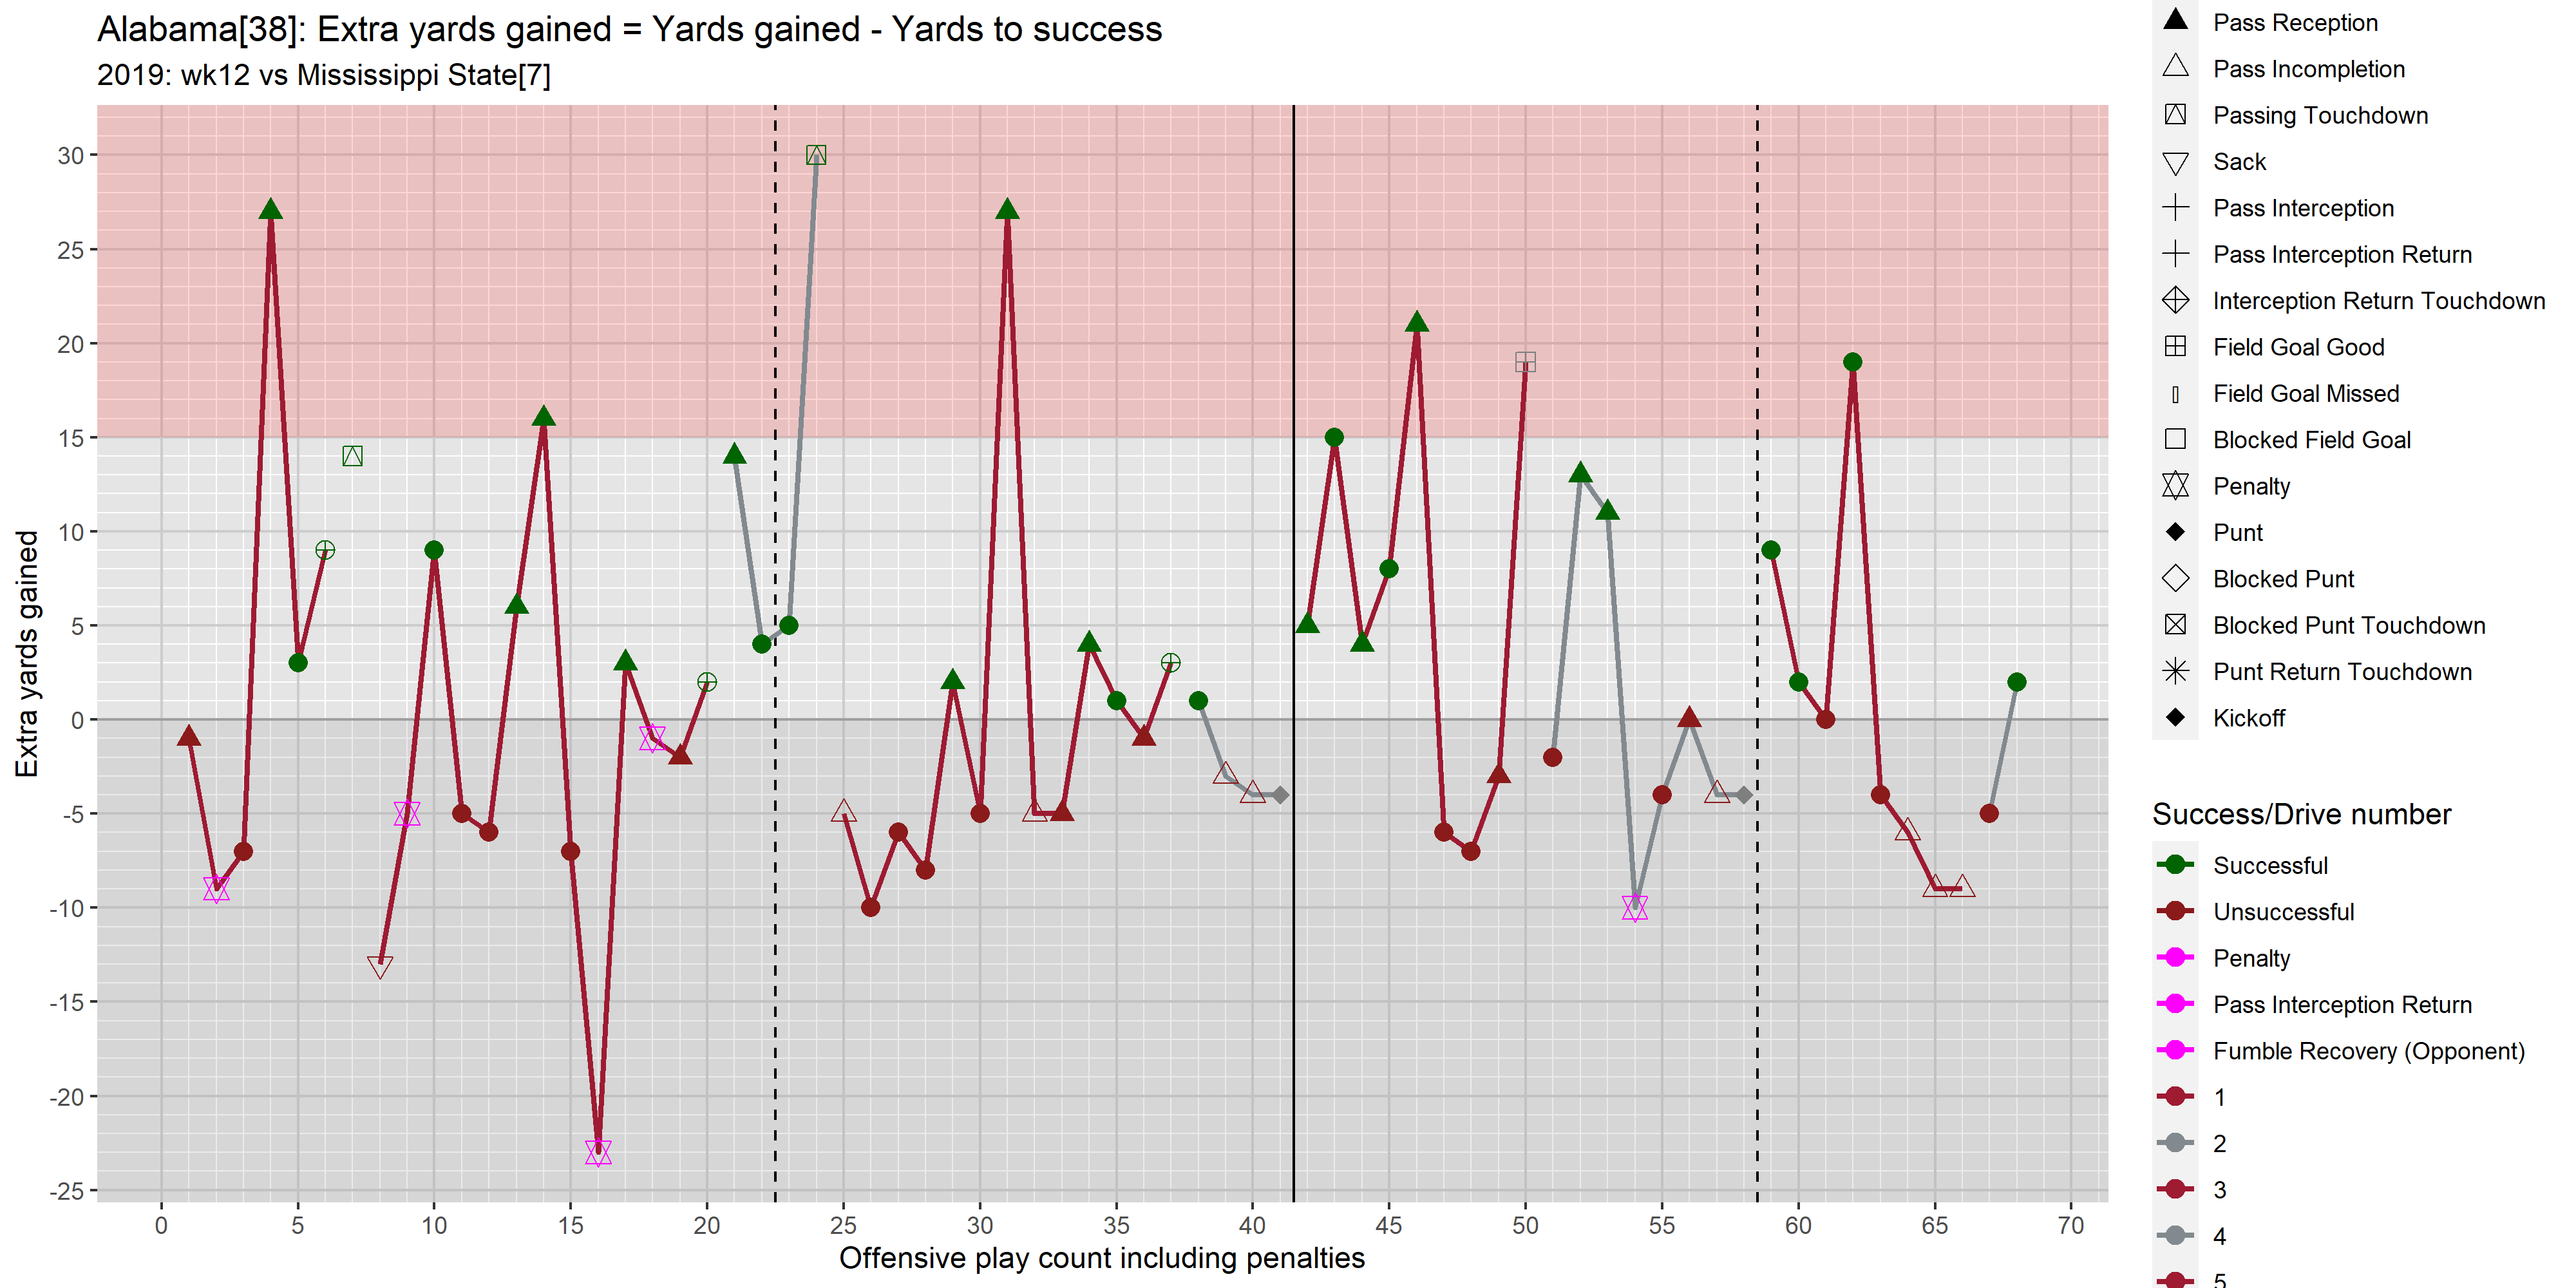 Alabama[38]: Extra yards gained = Yards gained - Yards to success
2019: wk12 vs Mississippi State[7]
Extra yards gained
30
25
20
15
10
5
0
-5
-10
-15
-20
-25
0 5 10 15 20 25 30 35 40 45 50 55 60 65 70
Offensive play count including penalties
Pass Reception
Pass Incompletion
Passing Touchdown
Sack
Pass Interception
Pass Interception Return
Interception Return Touchdown
Field Goal Good
Field Goal Missed
Blocked Field Goal
Penalty
Punt
Blocked Punt
Blocked Punt Touchdown
Punt Return Touchdown
Kickoff
Success/Drive number
Successful
Unsuccessful
Penalty
Pass Interception Return
Fumble Recovery (Opponent)
1
2
3
4
5